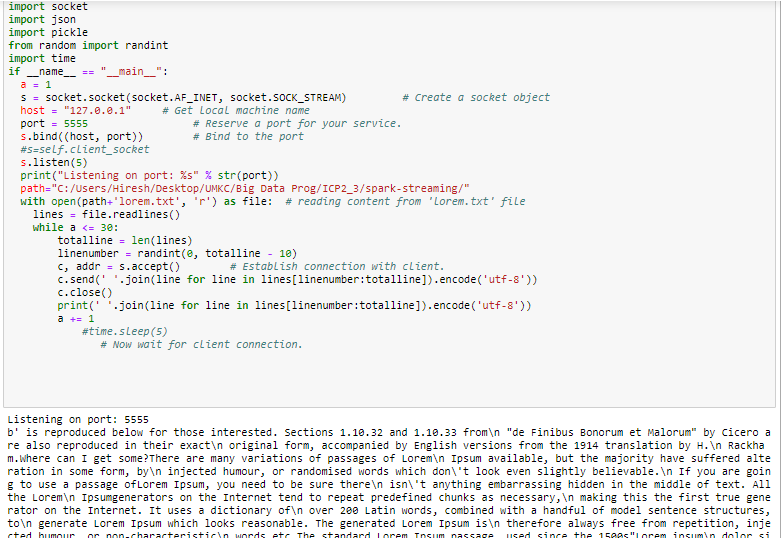 import socket
import json
import pickle
from random import randint
import time
if __name__ == "__main__":
  a = 1
  s = socket.socket(socket.AF_INET, socket.SOCK_STREAM)        # Create a socket object
  host = "127.0.0.1"     # Get local machine name
  port = 5555                # Reserve a port for your service.
  s.bind((host, port))       # Bind to the port
  #s=self.client_socket
  s.listen(5)
  print("Listening on port: %s" % str(port))
  path="C:/Users/Hiresh/Desktop/UMKC/Big Data Prog/ICP2_3/spark-streaming/"
  with open(path+'lorem.txt', 'r') as file:  # reading content from 'lorem.txt' file
    lines = file.readlines()
    while a <= 30:
        totalline = len(lines)
        linenumber = randint(0, totalline - 10)
        c, addr = s.accept()       # Establish connection with client.
        c.send(' '.join(line for line in lines[linenumber:totalline]).encode('utf-8'))
        c.close()
        print(' '.join(line for line in lines[linenumber:totalline]).encode('utf-8'))
        a += 1
            #time.sleep(5)
               # Now wait for client connection.
Listening on port: 5555
b' is reproduced below for those interested. Sections 1.10.32 and 1.10.33 from\n "de Finibus Bonorum et Malorum" by Cicero a
re also reproduced in their exact\n original form, accompanied by English versions from the 1914 translation by H.\n Rackha
m.Where can I get some?There are many variations of passages of Lorem\n Ipsum available, but the majority have suffered alte
ration in some form, by\n injected humour, or randomised words which don\'t look even slightly believable.\n If you are goin
g to use a passage ofLorem Ipsum, you need to be sure there\n isn\'t anything embarrassing hidden in the middle of text. All
the Lorem\n Ipsumgenerators on the Internet tend to repeat predefined chunks as necessary,\n making this the first true gene
rator on the Internet. It uses a dictionary of\n over 200 Latin words, combined with a handful of model sentence structures,
to\n generate Lorem Ipsum which looks reasonable. The generated Lorem Ipsum is\n therefore always free from repetition, inje
cted humour, or non-characteristic\n words etc.The standard Lorem Ipsum passage, used since the 1500s"Lorem ipsum\n dolor si